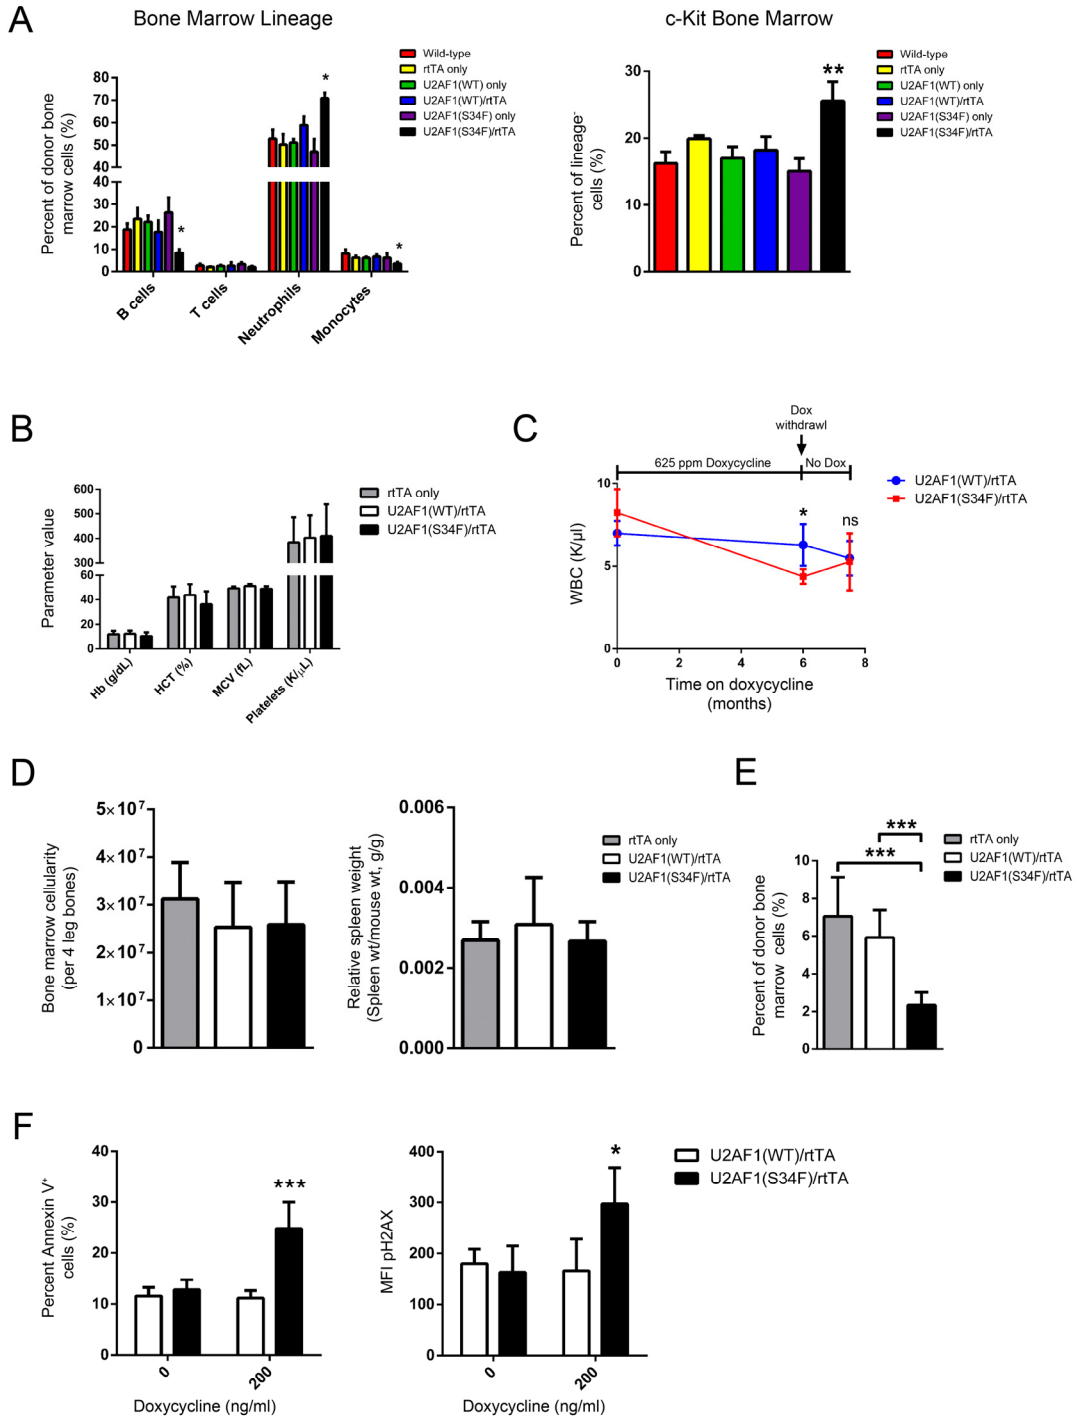 A
Bone Marrow Lineage
Percent of donor bone
marrow cells (%)
80
70
60
50
40
40
30
20
10
0
*
*
*
B cells
T cells
Neutrophils
Monocytes
Wild-type
rtTA only
U2AF1(WT) only
U2AF1(WT)/rtTA
U2AF1(S34F) only
U2AF1(S34F)/rtTA
c-Kit Bone Marrow
Percent of lineage-
cells (%)
30
20
10
0
**
Wild-type
rtTA only
U2AF1(WT) only
U2AF1(WT)/rtTA
U2AF1(S34F) only
U2AF1(S34F)/rtTA
B
Parameter value
600
500
400
300
60
40
20
0
Hb (g/dL)
HCT (%)
MCV (fL)
Platelets (K/μL)
rtTA only
U2AF1(WT)/rtTA
U2AF1(S34F)/rtTA
C
Dox
withdrawl
625 ppm Doxycycline
No Dox
WBC (K/μl)
10
5
0
*
ns
0
2
4
6
8
Time on doxycycline
(months)
U2AF1(WT)/rtTA
U2AF1(S34F)/rtTA
D
Bone marrow cellularity
(per 4 leg bones)
5×10⁷
4×10⁷
3×10⁷
2×10⁷
1×10⁷
0
Relative spleen weight
(Spleen wt/mouse wt, g/g)
0.006
0.004
0.002
0.000
rtTA only
U2AF1(WT)/rtTA
U2AF1(S34F)/rtTA
E
Percent of donor bone
marrow cells (%)
10
8
6
4
2
0
***
***
rtTA only
U2AF1(WT)/rtTA
U2AF1(S34F)/rtTA
F
Percent Annexin V+
cells (%)
40
30
20
10
0
***
0
200
Doxycycline (ng/ml)
MFI pH2AX
400
300
200
100
0
*
0
200
Doxycycline (ng/ml)
U2AF1(WT)/rtTA
U2AF1(S34F)/rtTA